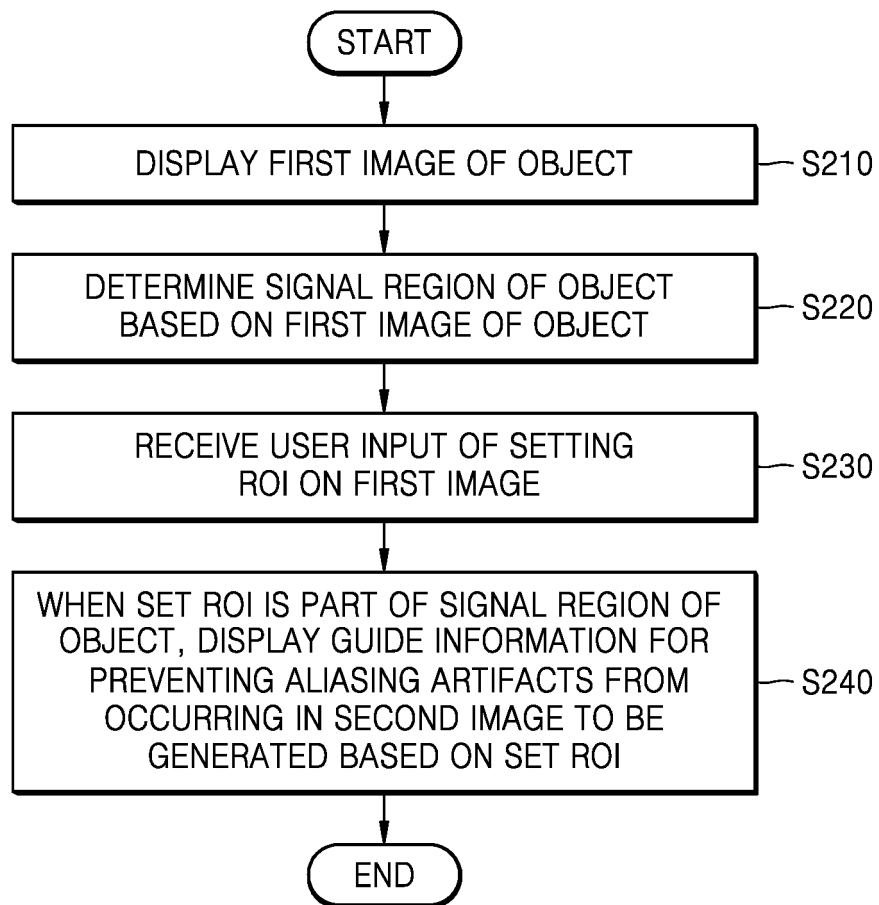 START
DISPLAY FIRST IMAGE OF OBJECT
S210
DETERMINE SIGNAL REGION OF OBJECT
BASED ON FIRST IMAGE OF OBJECT
S220
RECEIVE USER INPUT OF SETTING
ROI ON FIRST IMAGE
S230
WHEN SET ROI IS PART OF SIGNAL REGION OF
OBJECT, DISPLAY GUIDE INFORMATION FOR
PREVENTING ALIASING ARTIFACTS FROM
OCCURRING IN SECOND IMAGE TO BE
GENERATED BASED ON SET ROI
S240
END